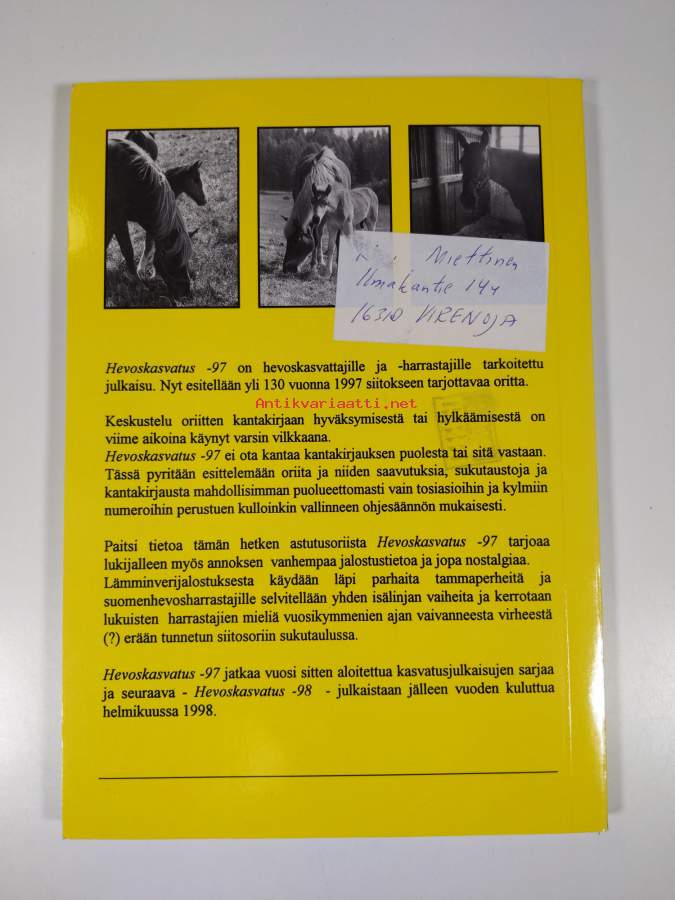 Miettinen
Ilmakantie 144
16310 VIRENOJA
Hevoskasvatus -97 on hevoskasvattajille ja -harrastajille tarkoitettu
julkaisu. Nyt esitellään yli 130 vuonna 1997 siitokseen tarjottavaa oritta.
Antikvariaatti.net
Keskustelu oriitten kantakirjaan hyväksymisestä tai hylkäämisestä on
viime aikoina käynyt varsin vilkkaana.
Hevoskasvatus -97 ei ota kantaa kantakirjauksen puolesta tai sitä vastaan.
Tässä pyritään esittelemään oriita ja niiden saavutuksia, sukutaustoja ja
kantakirjausta mahdollisimman puolueettomasti vain tosiasioihin ja kylmiin
numeroihin perustuen kulloinkin vallinneen ohjesäännön mukaisesti.
Paitsi tietoa tämän hetken astutusoriista Hevoskasvatus -97 tarjoaa
lukijalleen myös annoksen vanhempaa jalostustietoa ja jopa nostalgiaa.
Lämminverijalostuksesta käydään läpi parhaita tammaperheitä ja
suomenhevosharrastajille selvitellään yhden isälinjan vaiheita ja kerrotaan
lukuisten harrastajien mieliä vuosikymmenien ajan vaivanneesta virheestä
(?) erään tunnetun siitosoriin sukutaulussa.
Hevoskasvatus -97 jatkaa vuosi sitten aloitettua kasvatusjulkaisujen sarjaa
ja seuraava - Hevoskasvatus -98 - julkaistaan jälleen vuoden kuluttua
helmikuussa 1998.